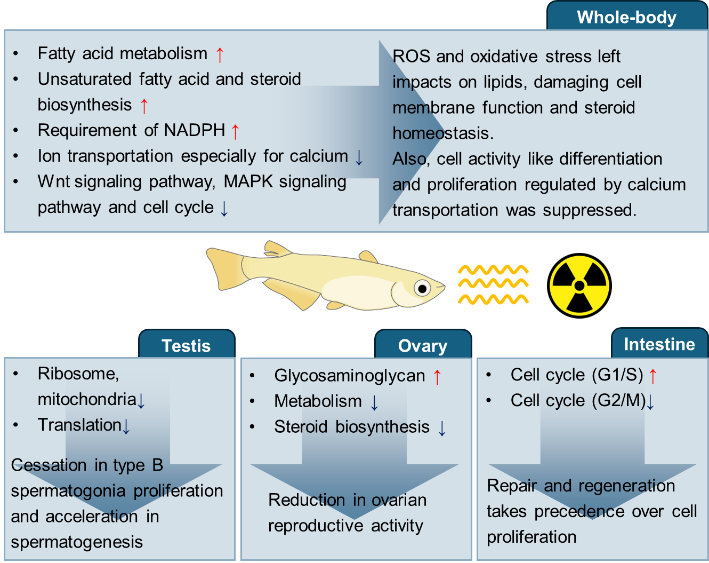 Whole-body
• Fatty acid metabolism ↑
• Unsaturated fatty acid and steroid
biosynthesis ↑
• Requirement of NADPH ↑
• Ion transportation especially for calcium ↓
• Wnt signaling pathway, MAPK signaling
pathway and cell cycle ↓
ROS and oxidative stress left
impacts on lipids, damaging cell
membrane function and steroid
homeostasis.
Also, cell activity like differentiation
and proliferation regulated by calcium
transportation was suppressed.
Testis
• Ribosome,
mitochondria↓
• Translation↓
Cessation in type B
spermatogonia proliferation
and acceleration in
spermatogenesis
Ovary
• Glycosaminoglycan ↑
• Metabolism ↓
• Steroid biosynthesis ↓
Reduction in ovarian
reproductive activity
Intestine
• Cell cycle (G1/S) ↑
• Cell cycle (G2/M)↓
Repair and regeneration
takes precedence over cell
proliferation